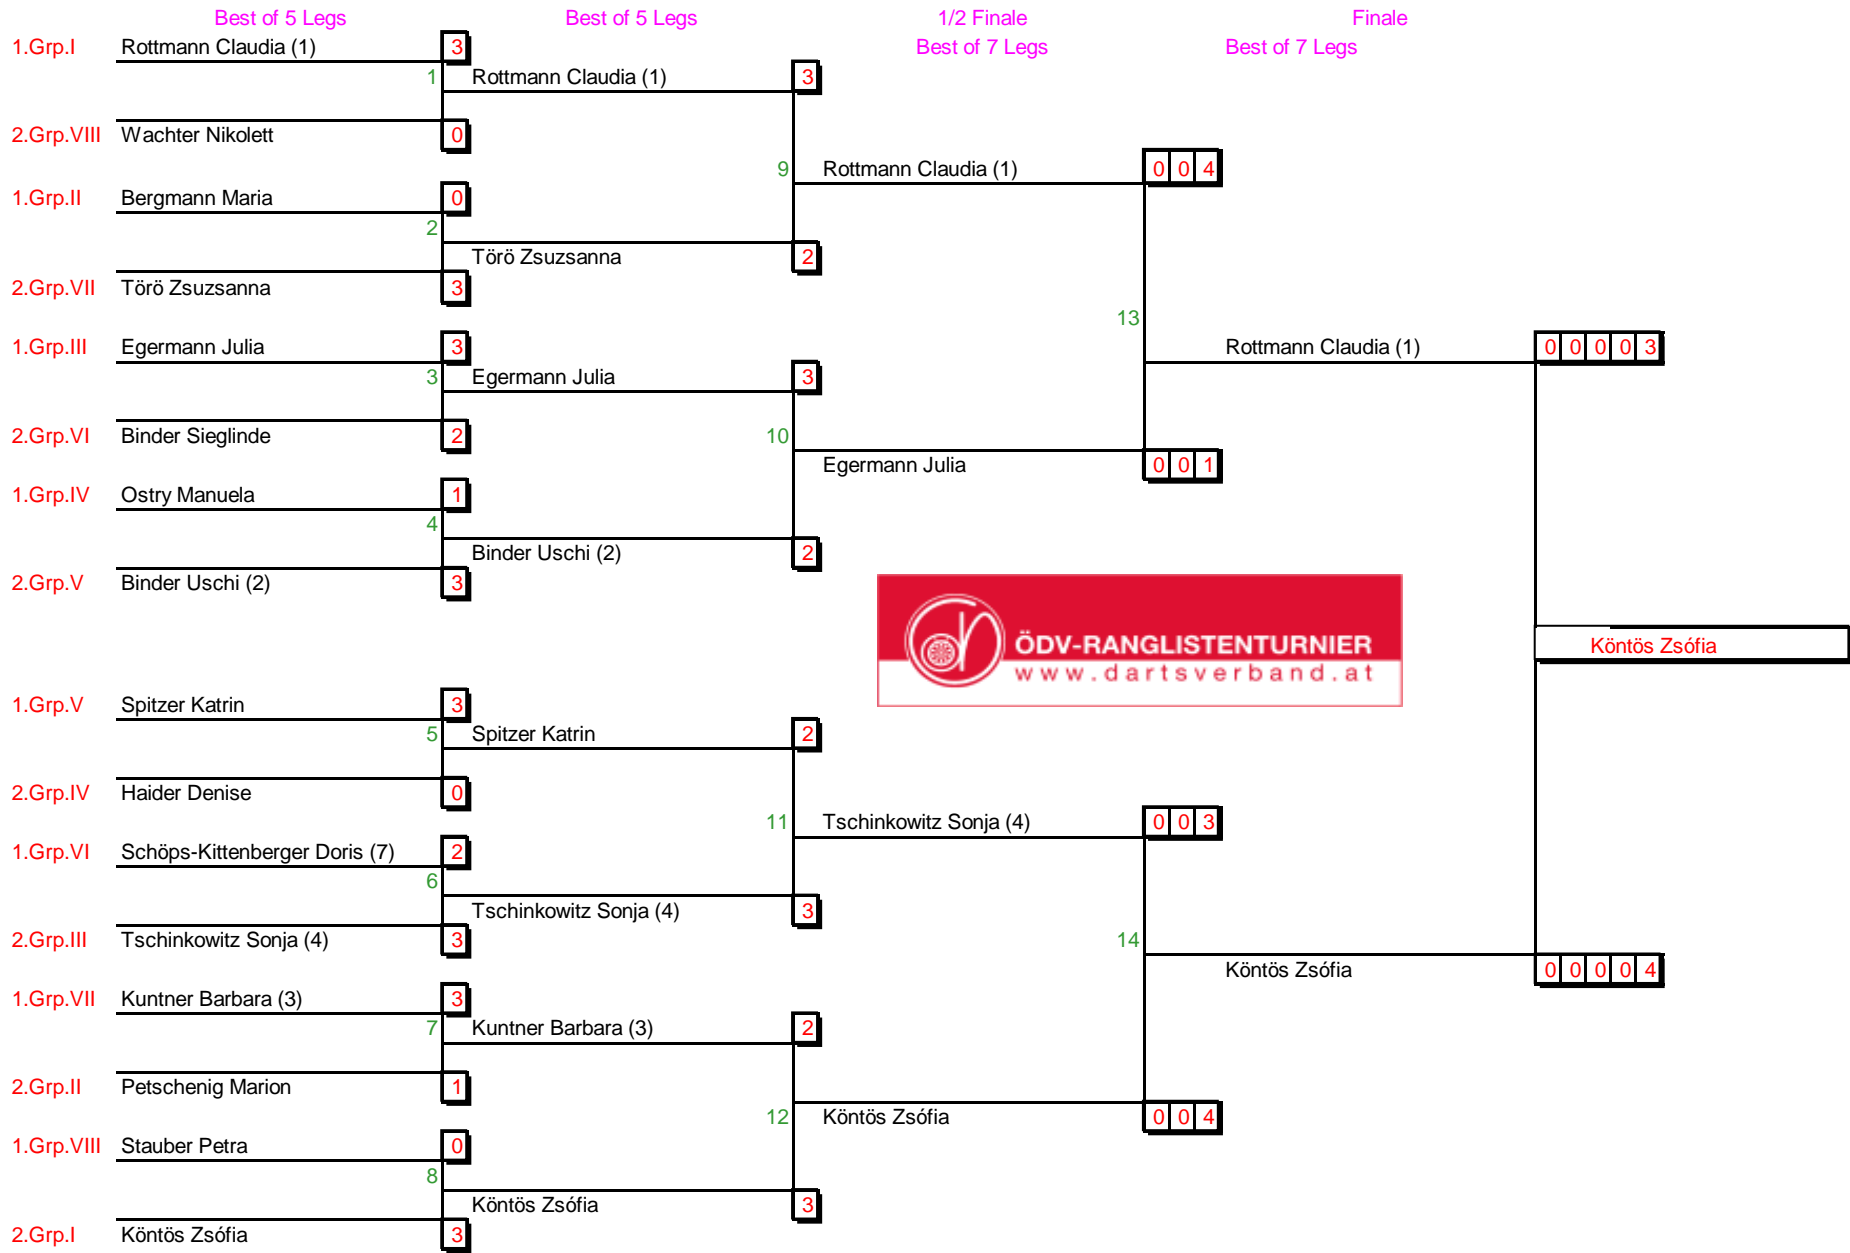 Best of 5 Legs Best of 5 Legs 1/2 Finale Finale
1.Grp.I Rottmann Claudia (1) 3 Best of 7 Legs Best of 7 Legs
1 Rottmann Claudia (1) 3
2.Grp.VIII Wachter Nikolett 0
9 Rottmann Claudia (1) 0 0 4
1.Grp.II Bergmann Maria 0
2
Törö Zsuzsanna 2
2.Grp.VII Törö Zsuzsanna 3
13
1.Grp.III Egermann Julia 3 Rottmann Claudia (1) 0 0 0 0 3
3 Egermann Julia 3
2.Grp.VI Binder Sieglinde 2 10
Egermann Julia 0 0 1
1.Grp.IV Ostry Manuela 1
4
Binder Uschi (2) 2
2.Grp.V Binder Uschi (2) 3
ÖDV-RANGLISTENTURNIER
www.dartsverband.at
Köntös Zsófia
1.Grp.V Spitzer Katrin 3
5 Spitzer Katrin 2
2.Grp.IV Haider Denise 0
11 Tschinkowitz Sonja (4) 0 0 3
1.Grp.VI Schöps-Kittenberger Doris (7) 2
6
Tschinkowitz Sonja (4) 3
2.Grp.III Tschinkowitz Sonja (4) 3 14
Köntös Zsófia 0 0 0 0 4
1.Grp.VII Kuntner Barbara (3) 3
7 Kuntner Barbara (3) 2
2.Grp.II Petschenig Marion 1
12 Köntös Zsófia 0 0 4
1.Grp.VIII Stauber Petra 0
8
Köntös Zsófia 3
2.Grp.I Köntös Zsófia 3